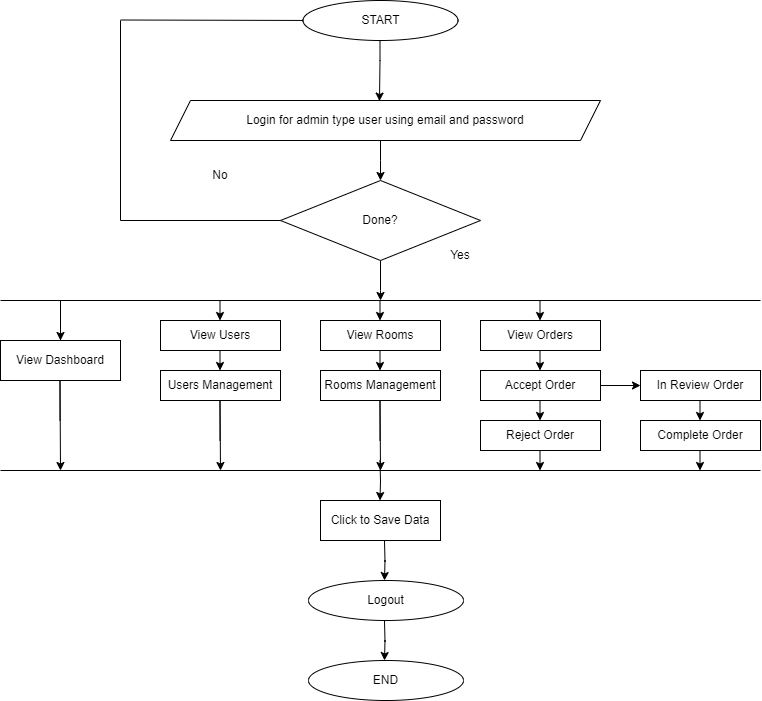 START
Login for admin type user using email and password
No
Done?
Yes
View Users
View Rooms
View Orders
View Dashboard
Users Management
Rooms Management
Accept Order
In Review Order
Reject Order
Complete Order
Click to Save Data
Logout
END